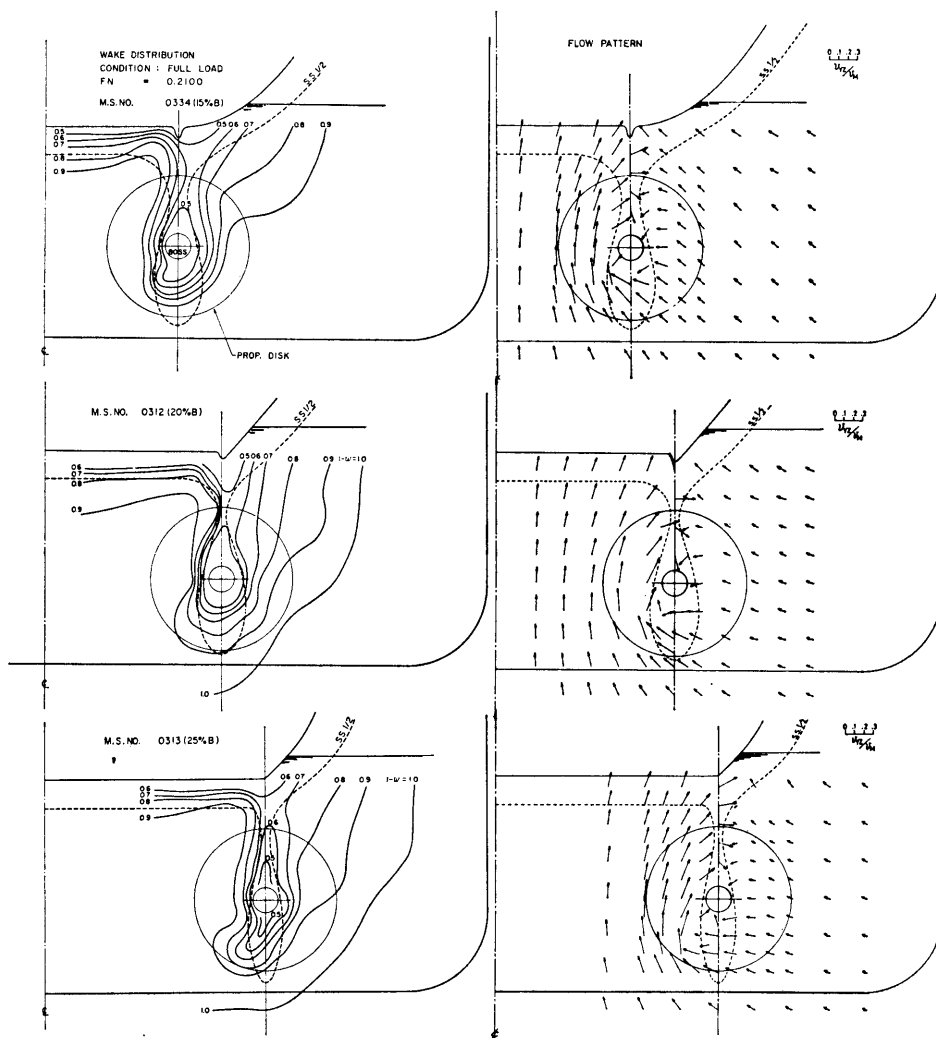 WAKE DISTRIBUTION
CONDITION : FULL LOAD
FN = 0.2100
M.S.NO. 0334 (15%B)
S.S.1/2
0.5
0.6
0.7
0.8
0.9
0.5 0.6 0.7
0.8
0.9
0.5
BOSS
PROP. DISK
FLOW PATTERN
S.S.1/2
0 .1 .2 .3
M.S.NO. 0312 (20%B)
S.S.1/2
0.6
0.7
0.8
0.9
0.5 0.6 0.7
0.8
0.9
1-W=1.0
1.0
S.S.1/2
0 .1 .2 .3
M.S.NO. 0313 (25%B)
S.S.1/2
0.6
0.7
0.8
0.9
0.6 0.7
0.8
0.9
1-W=1.0
0.6
0.5
0.5
1.0
S.S.1/2
0 .1 .2 .3